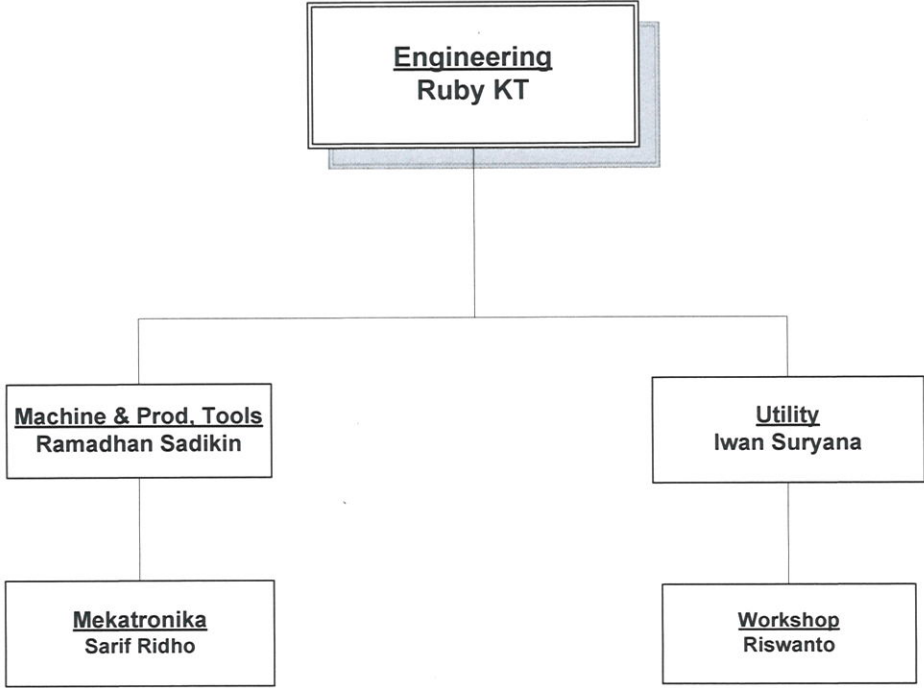 Engineering
Ruby KT
Machine & Prod, Tools
Ramadhan Sadikin
Utility
Iwan Suryana
Mekatronika
Sarif Ridho
Workshop
Riswanto